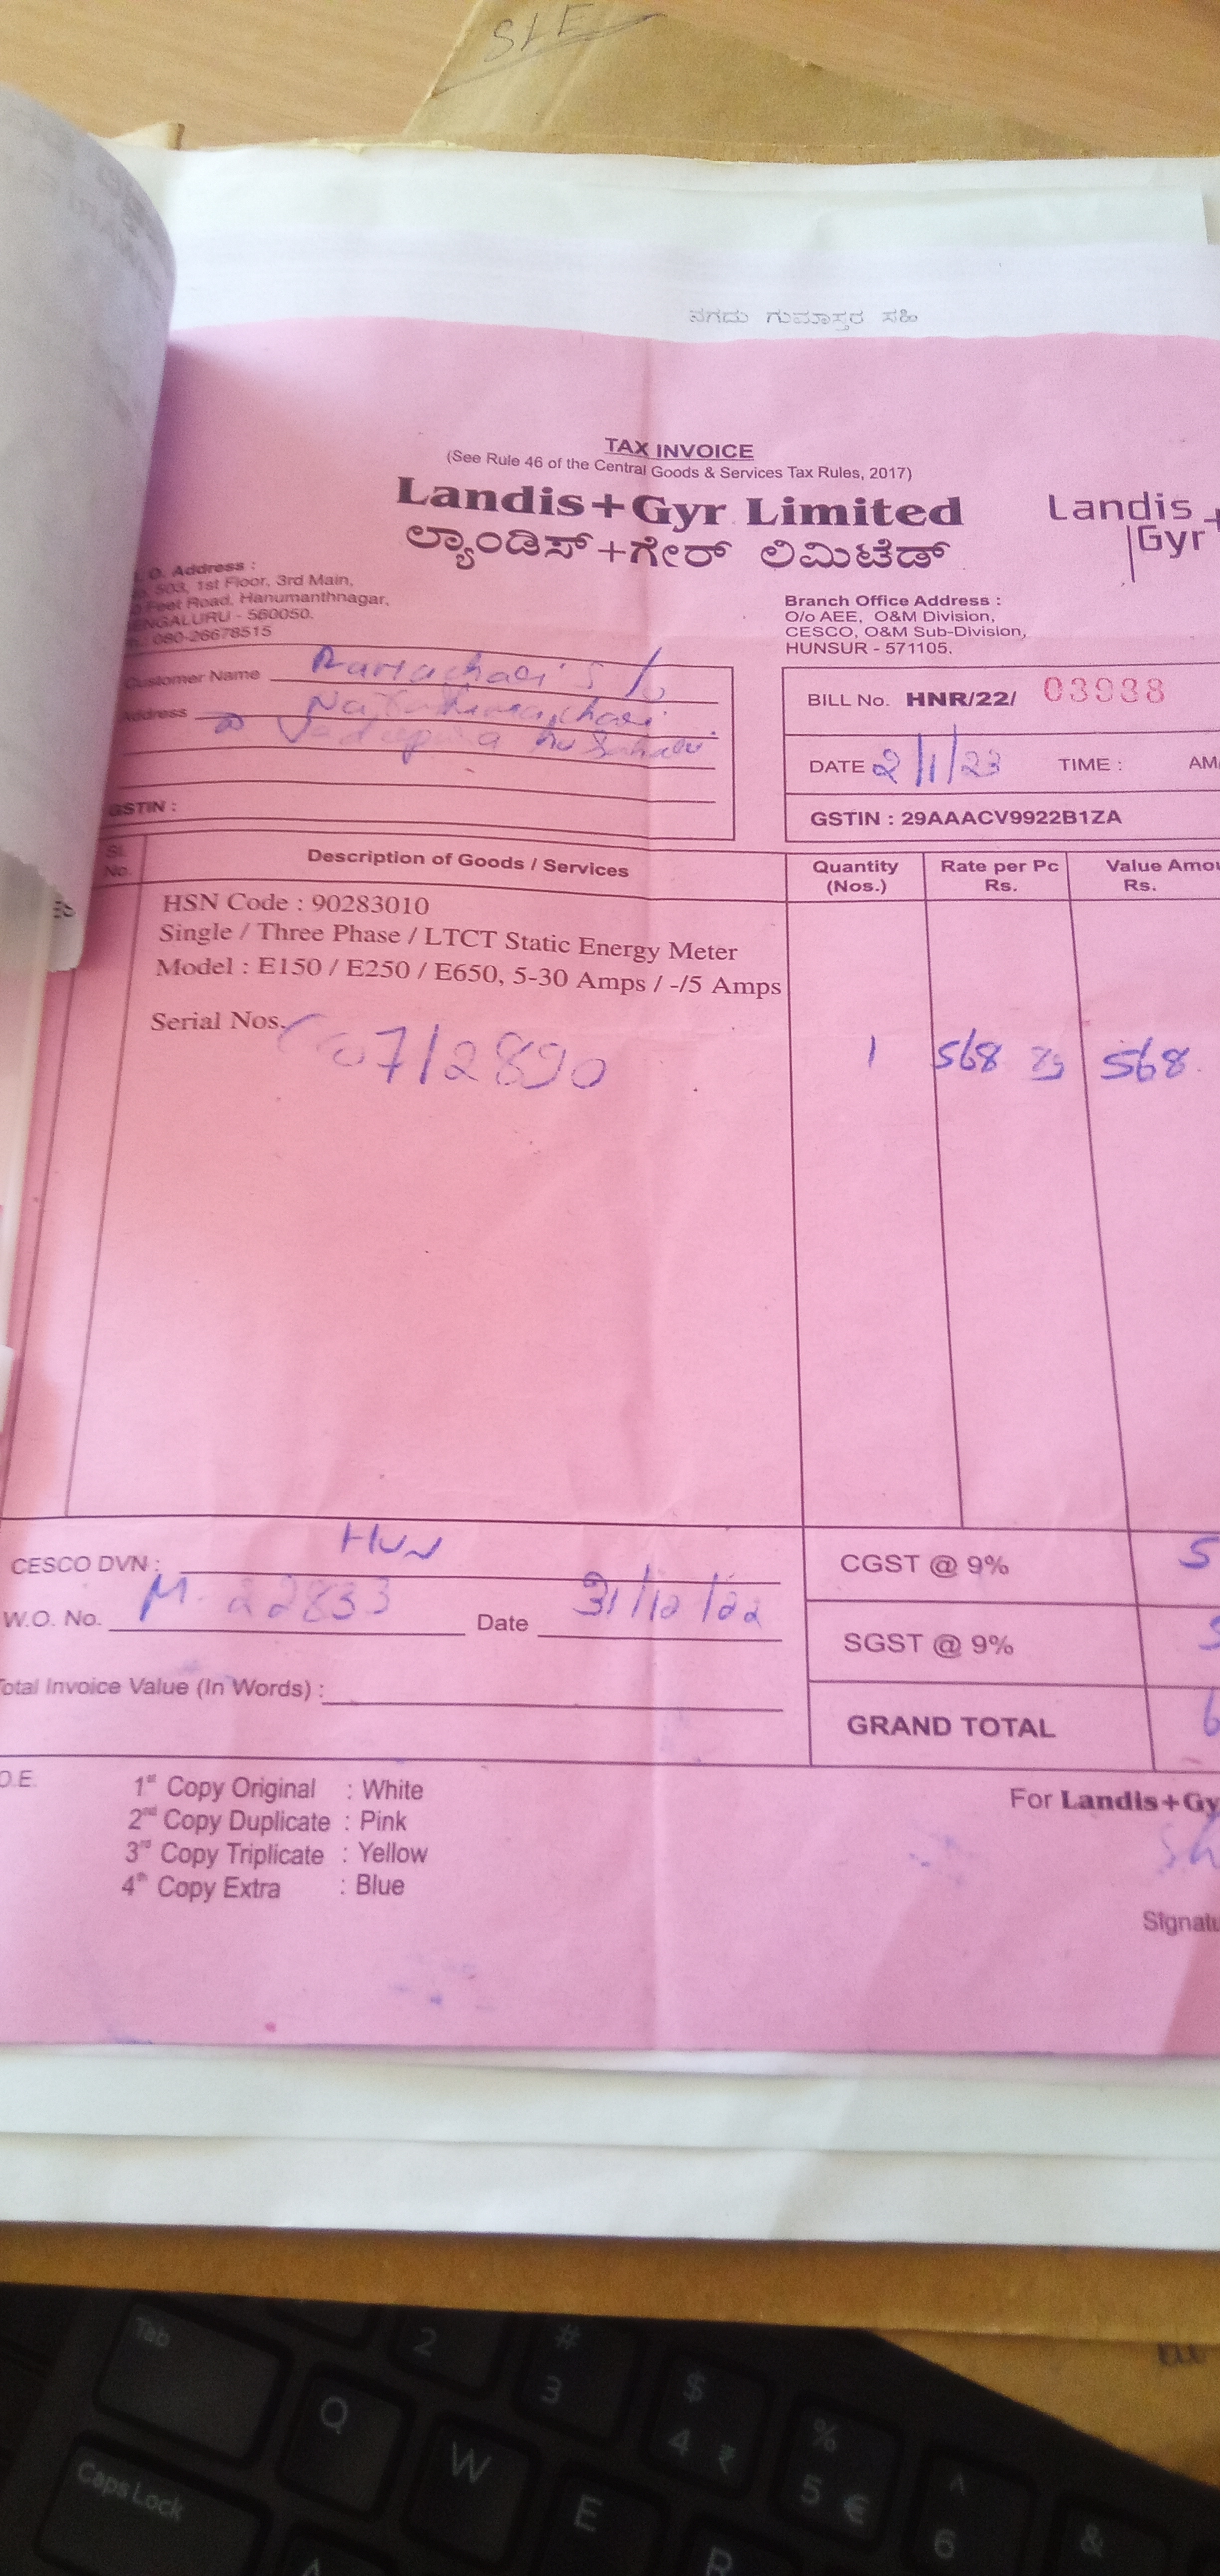 SLE
ನಗದು ಗುಮಾಸ್ತರ ಸಹಿ
TAX INVOICE
(See Rule 46 of the Central Goods & Services Tax Rules, 2017)
Landis+Gyr Limited
ಲ್ಯಾಂಡಿಸ್+ಗೇರ್ ಲಿಮಿಟೆಡ್
Landis +
Gyr
O. Address :
503, 1st Floor, 3rd Main,
Feet Road, Hanumanthnagar,
ENGALURU - 560050.
080-26678515
Branch Office Address :
O/o AEE, O&M Division,
CESCO, O&M Sub-Division,
HUNSUR - 571105.
Customer Name
Address
GSTIN :
BILL No. HNR/22/ 03938
DATE 2/1/23 TIME : AM
GSTIN : 29AAACV9922B1ZA
Sl. No. Description of Goods / Services Quantity (Nos.) Rate per Pc Rs. Value Amou Rs.
HSN Code : 90283010
Single / Three Phase / LTCT Static Energy Meter
Model : E150 / E250 / E650, 5-30 Amps / -/5 Amps
Serial Nos. 1 568 568
CESCO DVN : HUN
W.O. No. M. 22833 Date 31/12/22
otal Invoice Value (In Words) :
CGST @ 9% 5
SGST @ 9%
GRAND TOTAL 6
O.E.
1st Copy Original : White
2nd Copy Duplicate : Pink
3rd Copy Triplicate : Yellow
4th Copy Extra : Blue
For Landis+Gy
Signatu
Tab 2 # 3 $ 4 ₹ % 5 € ^ 6 &
Q W E R
Caps Lock A